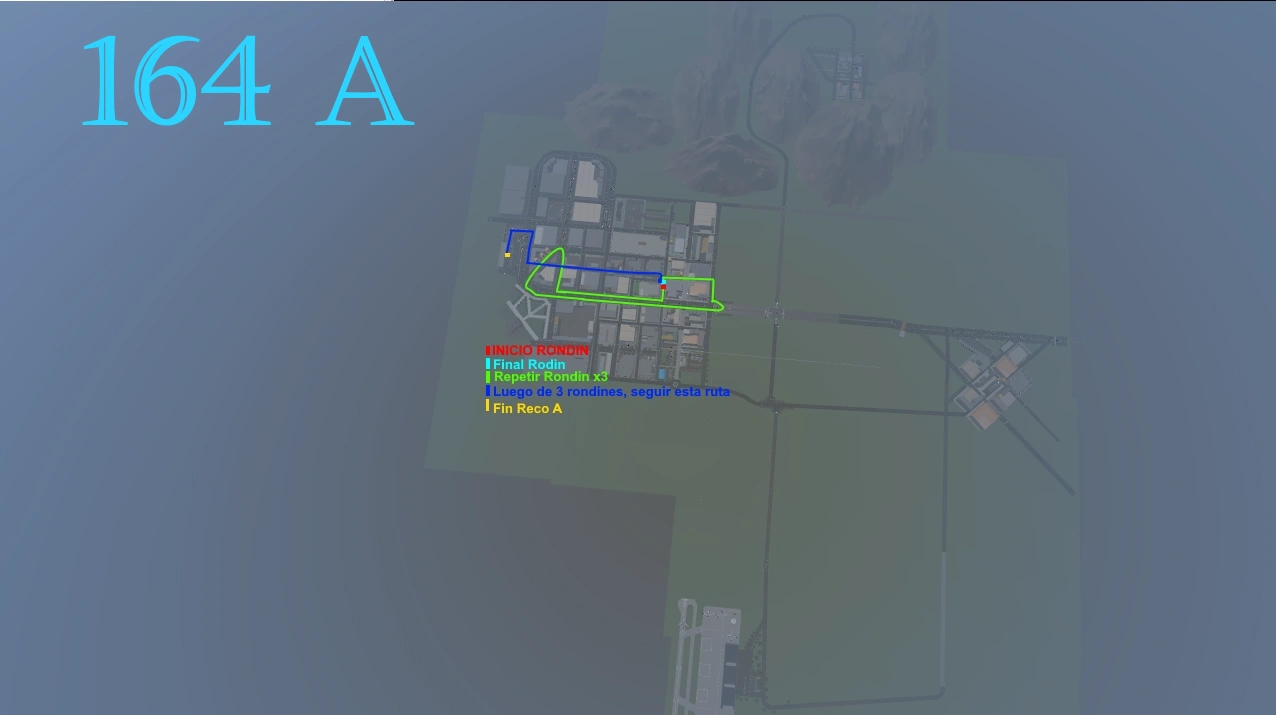 164 A
INICIO RONDIN
Final Rodin
Repetir Rondin x3
Luego de 3 rondines, seguir esta ruta
Fin Reco A